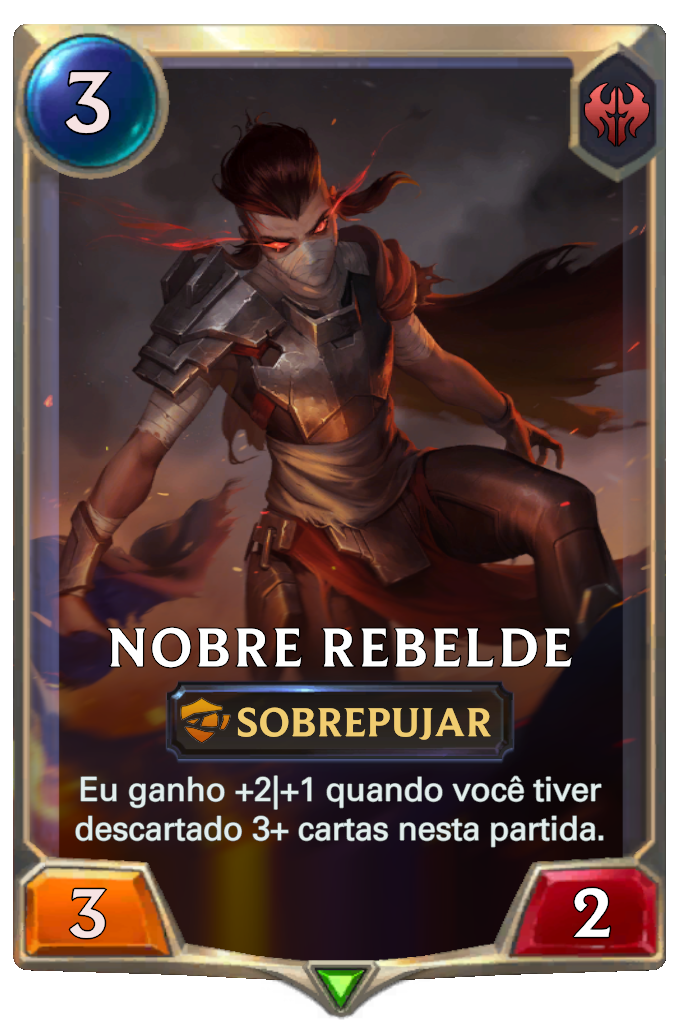 3
NOBRE REBELDE
SOBREPUJAR
Eu ganho +2|+1 quando você tiver
descartado 3+ cartas nesta partida.
3
2